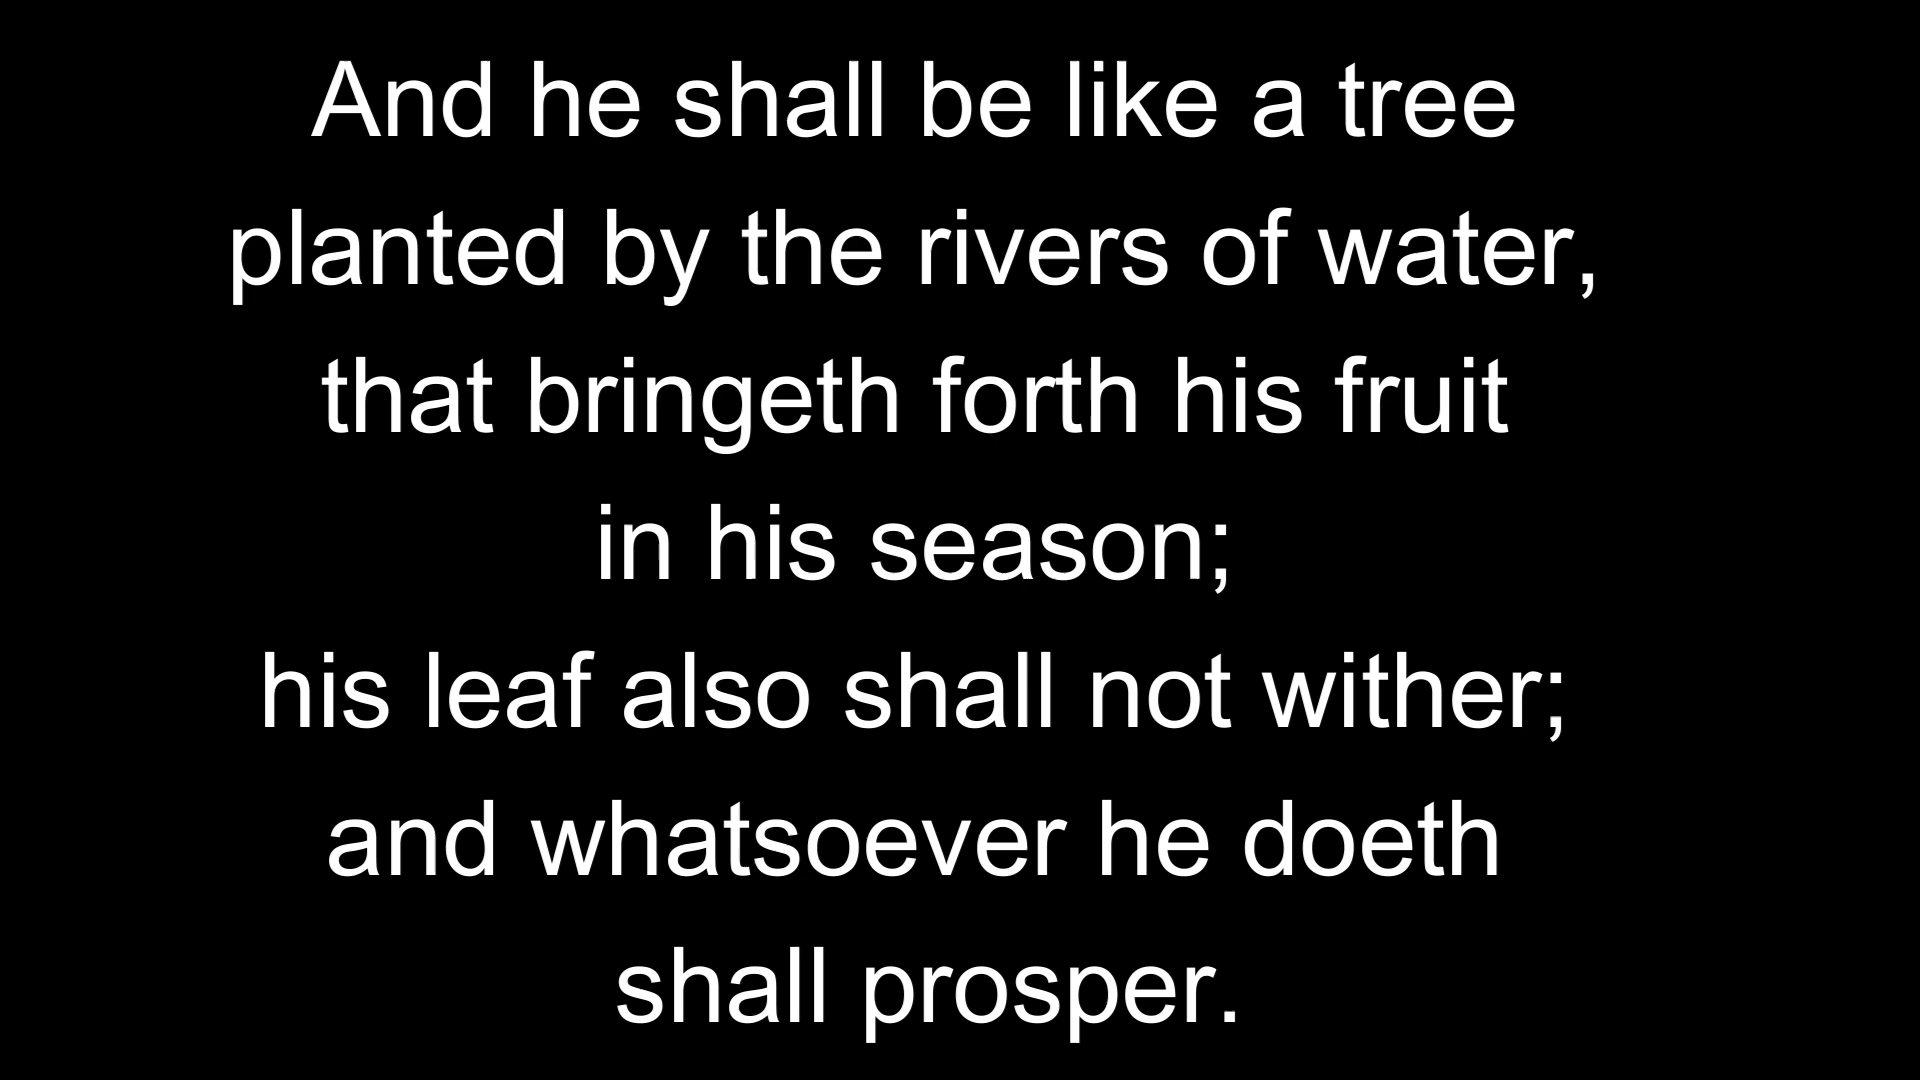 And he shall be like a tree
planted by the rivers of water,
that bringeth forth his fruit
in his season;
his leaf also shall not wither;
and whatsoever he doeth
shall prosper.